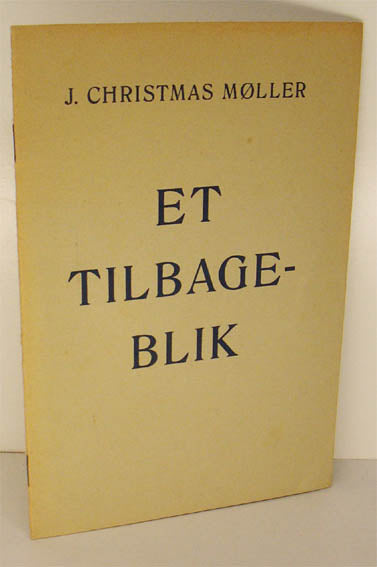 J. CHRISTMAS MØLLER
ET
TILBAGE-
BLIK